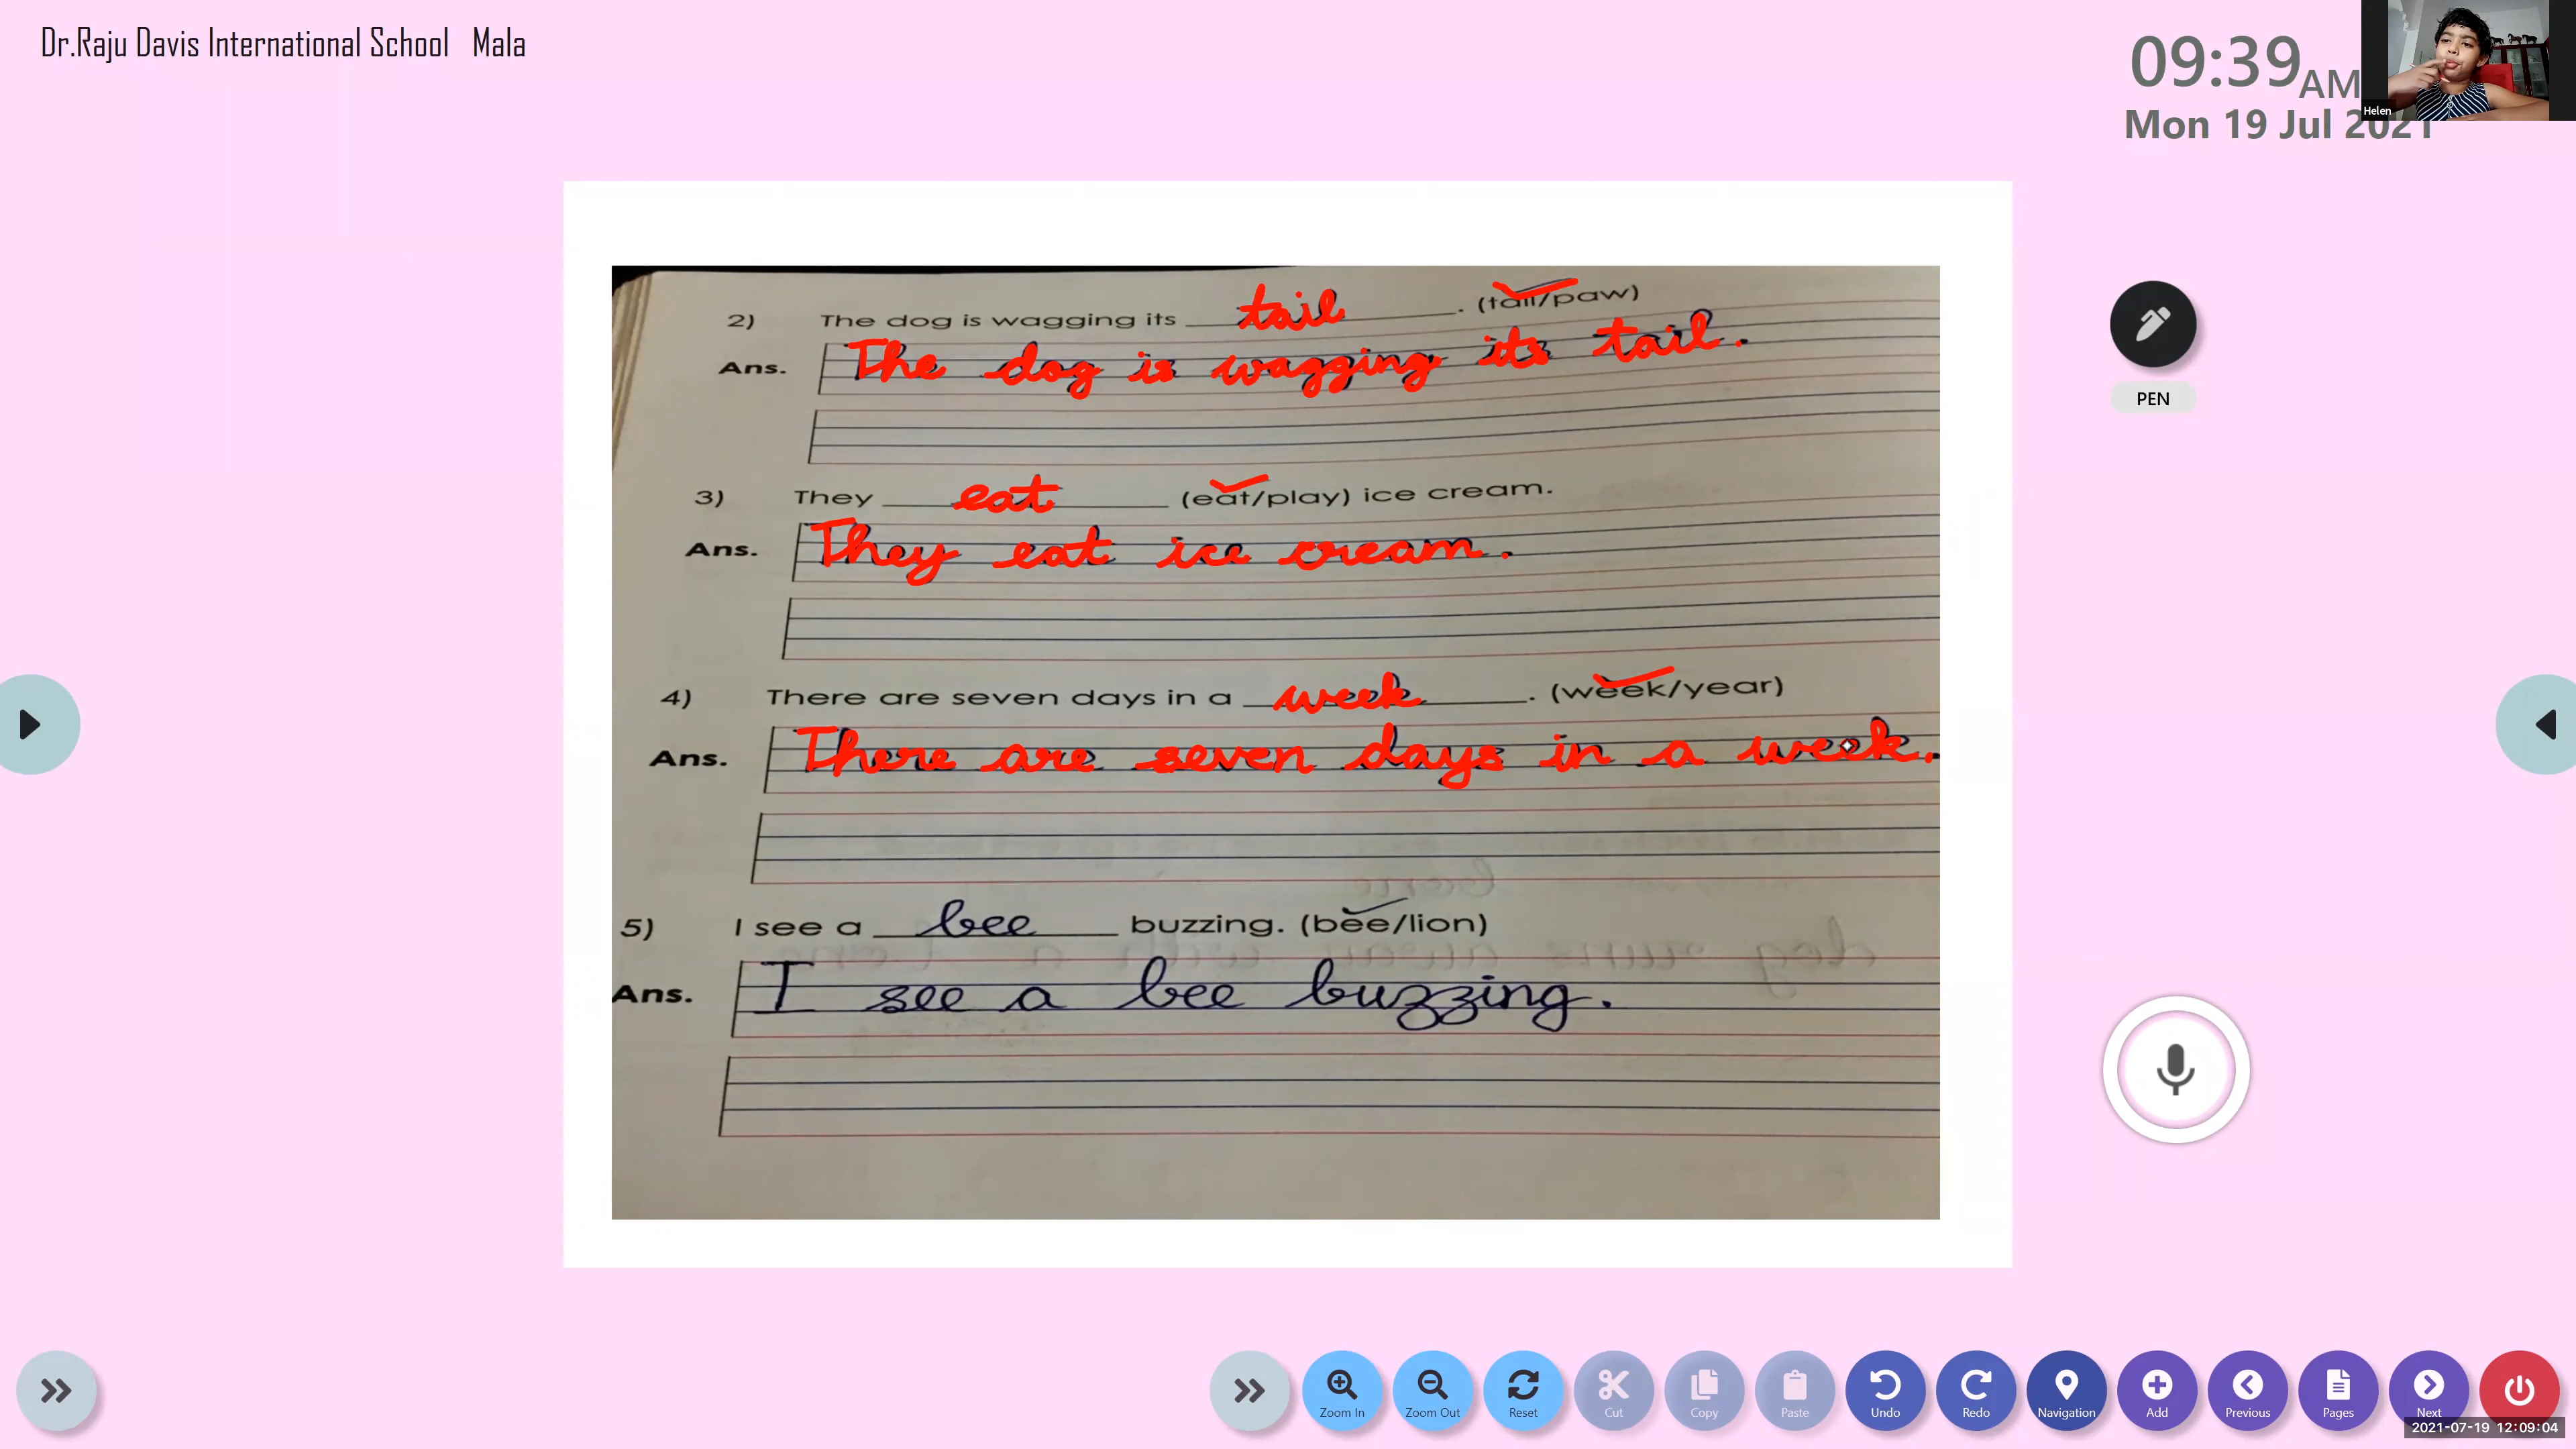 Dr.Raju Davis International School Mala
09:39 AM
Mon 19 Jul 2021
Helen
2) The dog is wagging its tail . (tail/paw)
Ans. The dog is wagging its tail.
3) They eat (eat/play) ice cream.
Ans. They eat ice cream.
4) There are seven days in a week . (week/year)
Ans. There are seven days in a week.
5) I see a bee buzzing. (bee/lion)
Ans. I see a bee buzzing.
PEN
Zoom In Zoom Out Reset Cut Copy Paste Undo Redo Navigation Add Previous Pages Next
2021-07-19 12:09:04